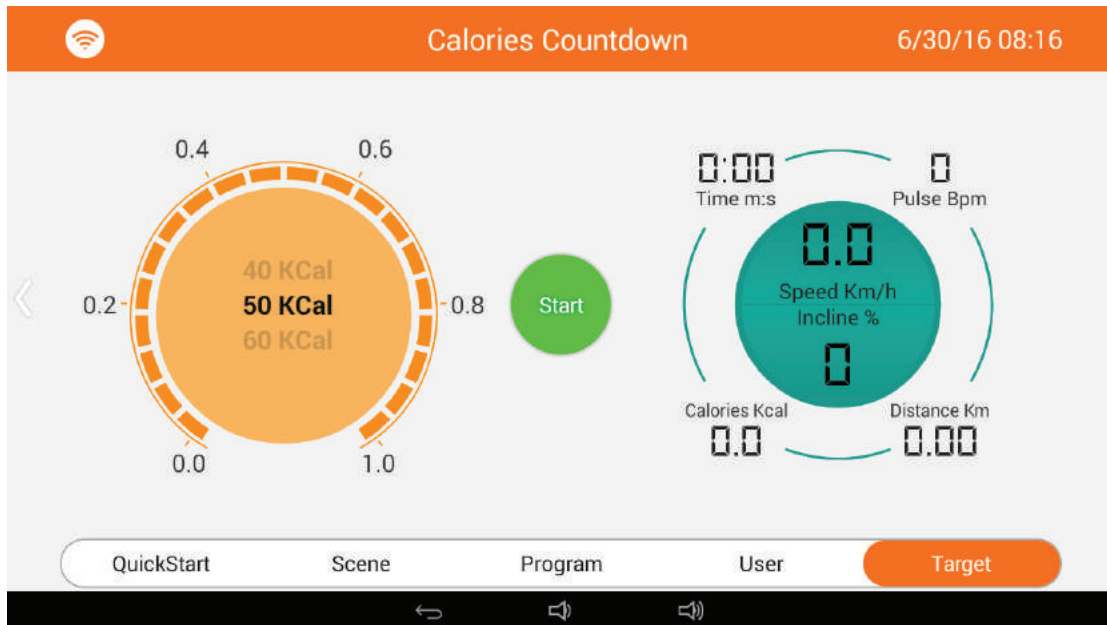 Calories Countdown
6/30/16 08:16
0.4
0.6
0.2
0.8
0.0
1.0
40 KCal
50 KCal
60 KCal
Start
0:00
Time m:s
0
Pulse Bpm
0.0
Speed Km/h
Incline %
0
Calories Kcal
0.0
Distance Km
0.00
QuickStart
Scene
Program
User
Target